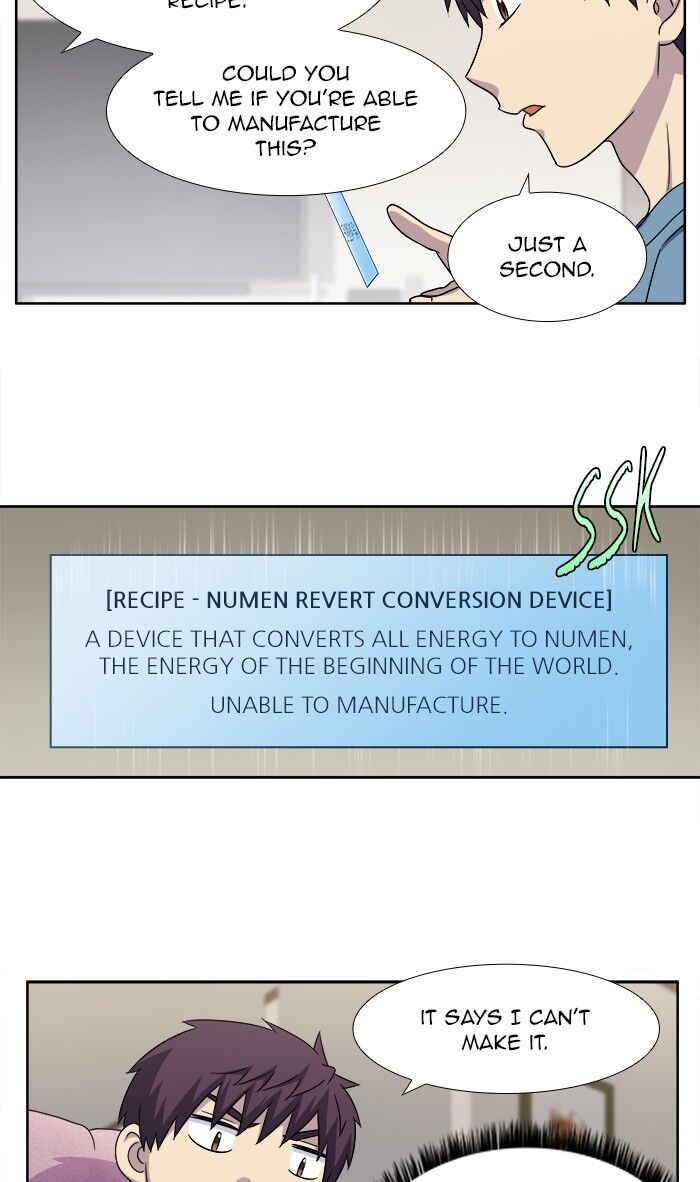 RECIPE.
COULD YOU
TELL ME IF YOU'RE ABLE
TO MANUFACTURE
THIS?
JUST A
SECOND.
SSK
[RECIPE - NUMEN REVERT CONVERSION DEVICE]
A DEVICE THAT CONVERTS ALL ENERGY TO NUMEN,
THE ENERGY OF THE BEGINNING OF THE WORLD.
UNABLE TO MANUFACTURE.
IT SAYS I CAN'T
MAKE IT.